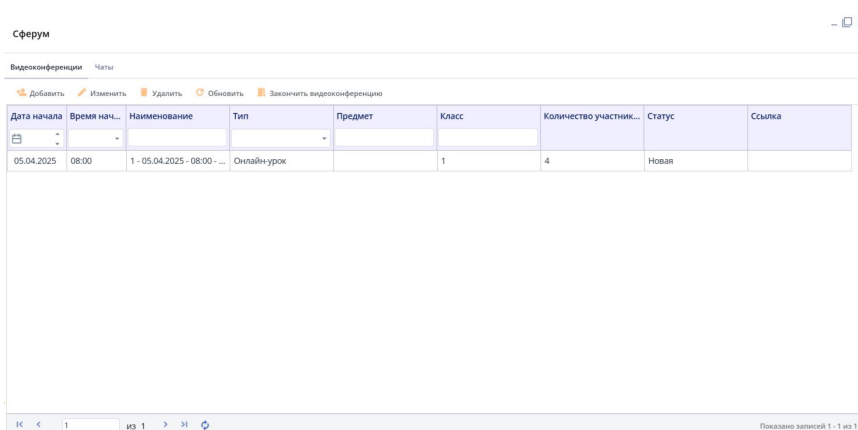 Сферум
Видеоконференции Чаты
Добавить Изменить Удалить Обновить Закончить видеоконференцию
Дата начала Время нач... Наименование Тип Предмет Класс Количество участник... Статус Ссылка
05.04.2025 08:00 1 - 05.04.2025 - 08:00 - ... Онлайн-урок 1 4 Новая
1 из 1 Показано записей 1 - 1 из 1